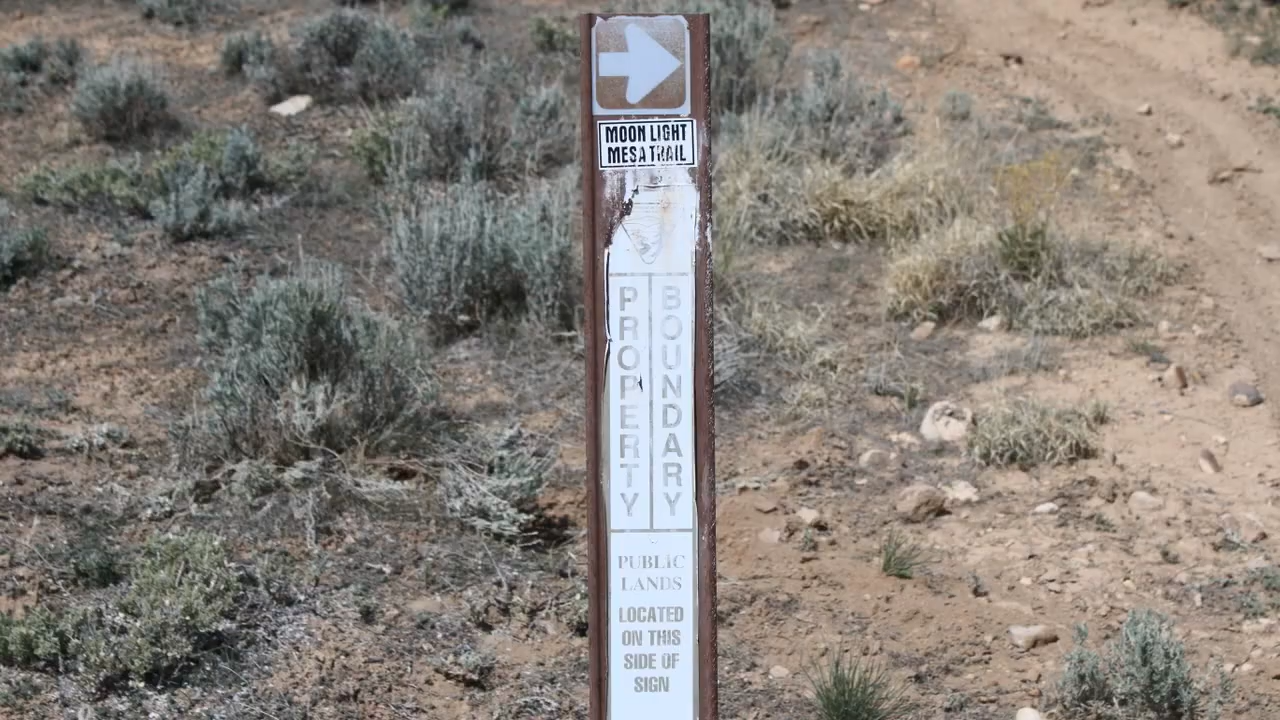 MOON LIGHT
MESA TRAIL
PROPERTY
BOUNDARY
PUBLIC
LANDS
LOCATED
ON THIS
SIDE OF
SIGN